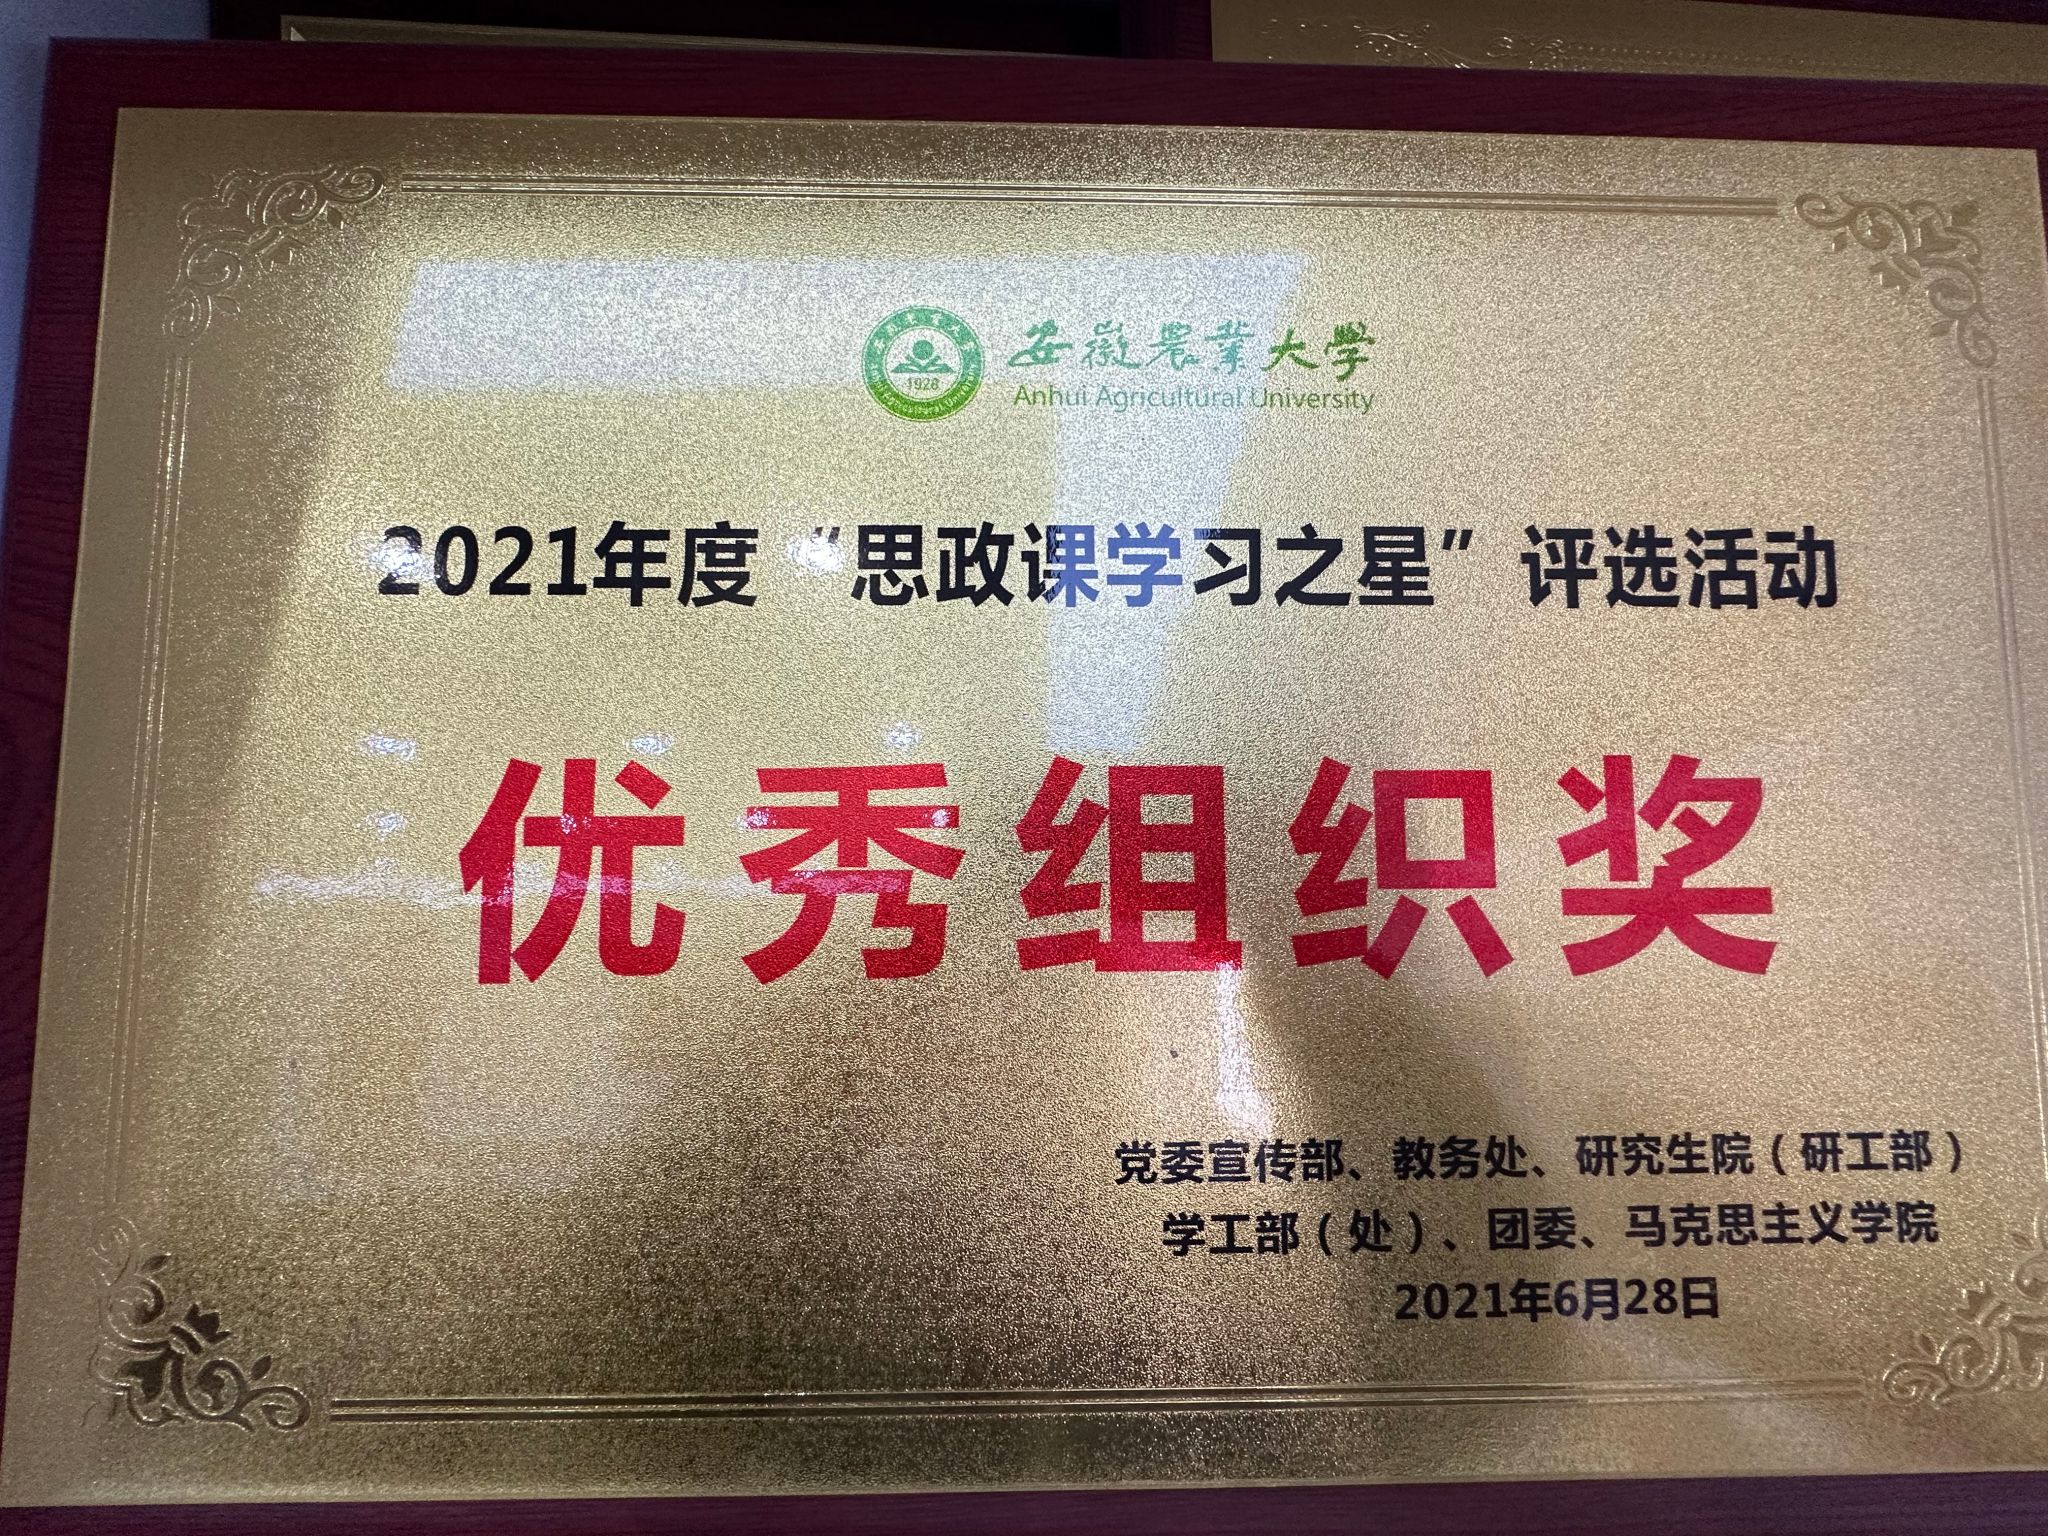 安徽農業大学
Anhui Agricultural University
1928
2021年度“思政课学习之星”评选活动
优秀组织奖
党委宣传部、教务处、研究生院（研工部）
学工部（处）、团委、马克思主义学院
2021年6月28日